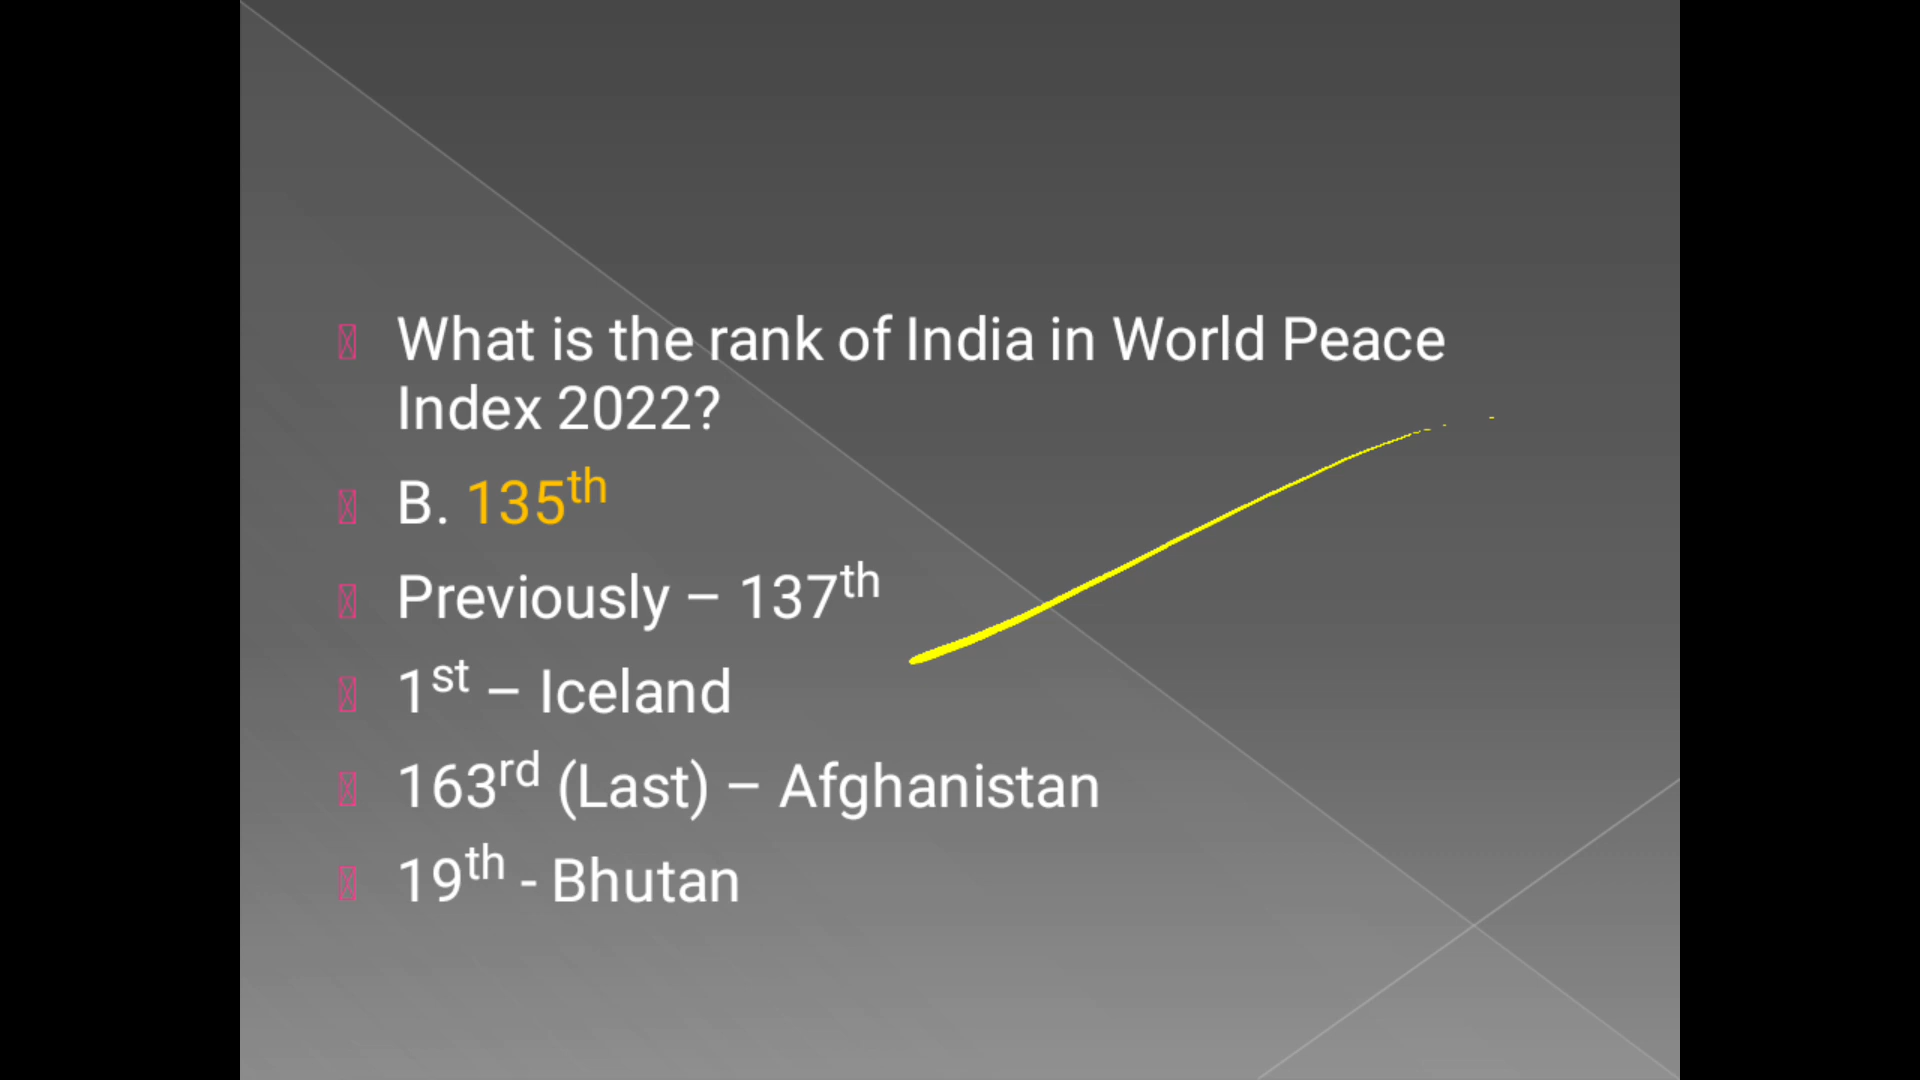 What is the rank of India in World Peace
Index 2022?
B. 135th
Previously – 137th
1st – Iceland
163rd (Last) – Afghanistan
19th - Bhutan